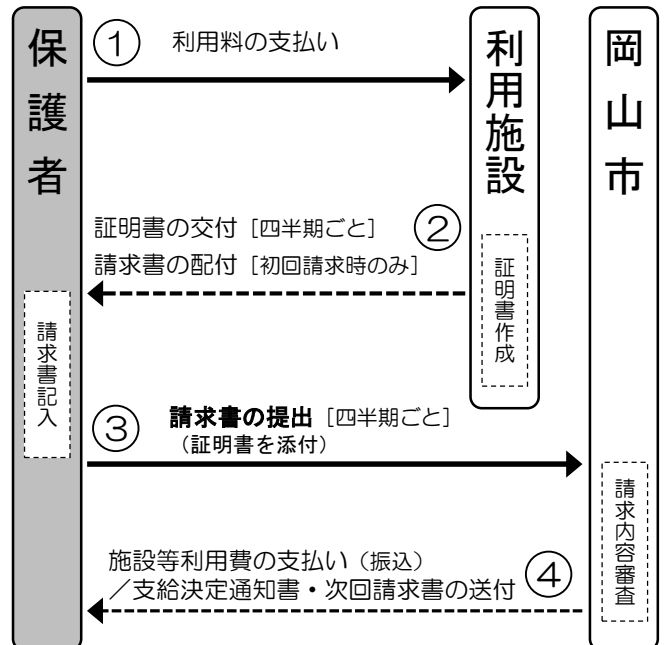 保護者
利用施設
岡山市
① 利用料の支払い
② 証明書の交付［四半期ごと］
請求書の配付［初回請求時のみ］
証明書作成
請求書記入
③ 請求書の提出［四半期ごと］
（証明書を添付）
請求内容審査
施設等利用費の支払い（振込）
／支給決定通知書・次回請求書の送付 ④